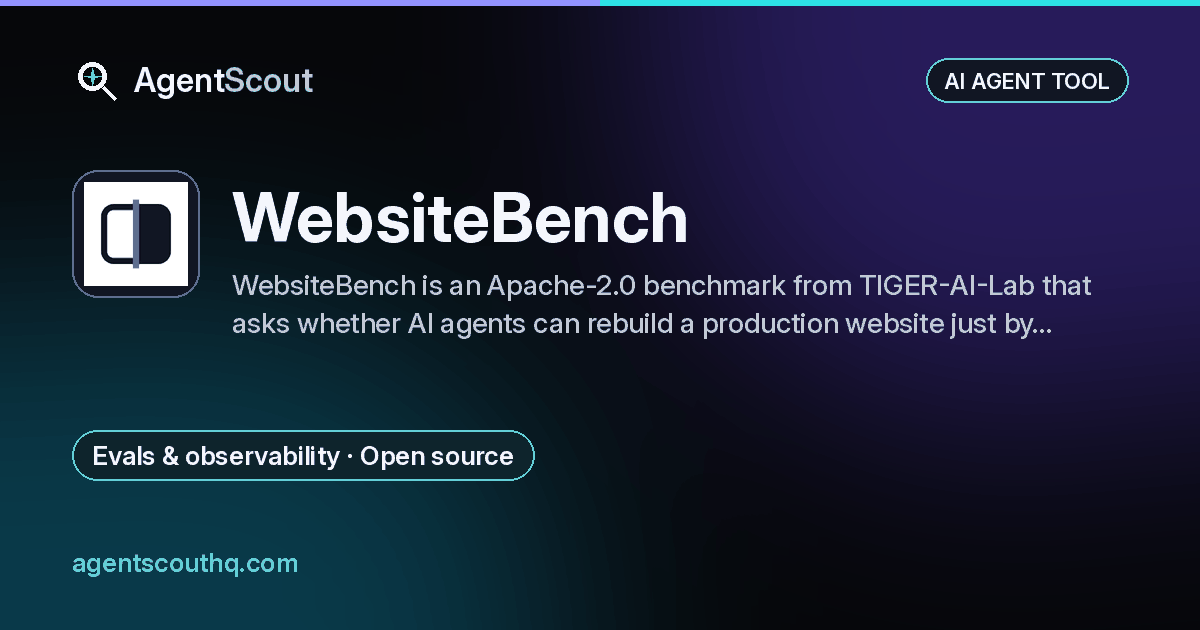 AgentScout
AI AGENT TOOL
WebsiteBench
WebsiteBench is an Apache-2.0 benchmark from TIGER-AI-Lab that
asks whether AI agents can rebuild a production website just by...
Evals & observability · Open source
agentscouthq.com